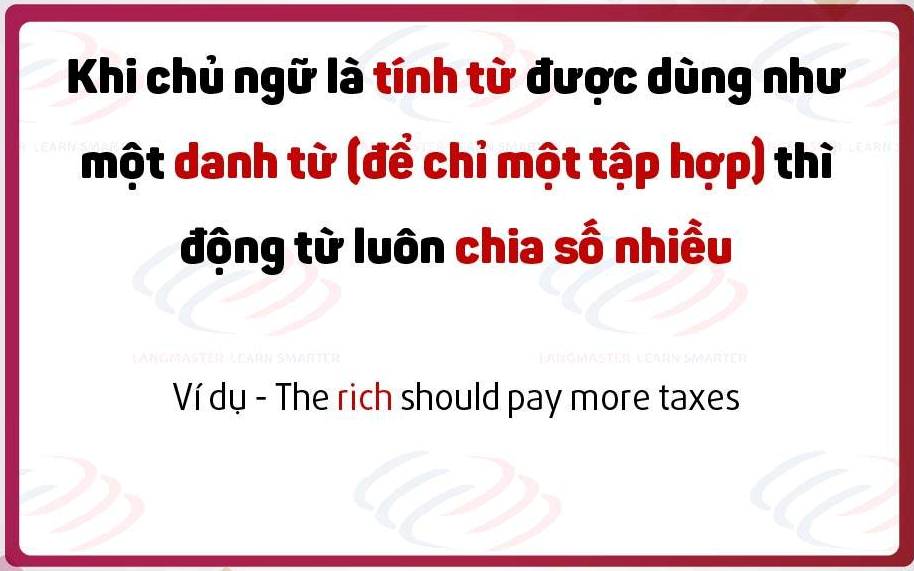 Khi chủ ngữ là tính từ được dùng như
một danh từ (để chỉ một tập hợp) thì
động từ luôn chia số nhiều
LANGMASTER-LEARN SMARTER
LANGMASTER-LEARN SMARTER
Ví dụ - The rich should pay more taxes